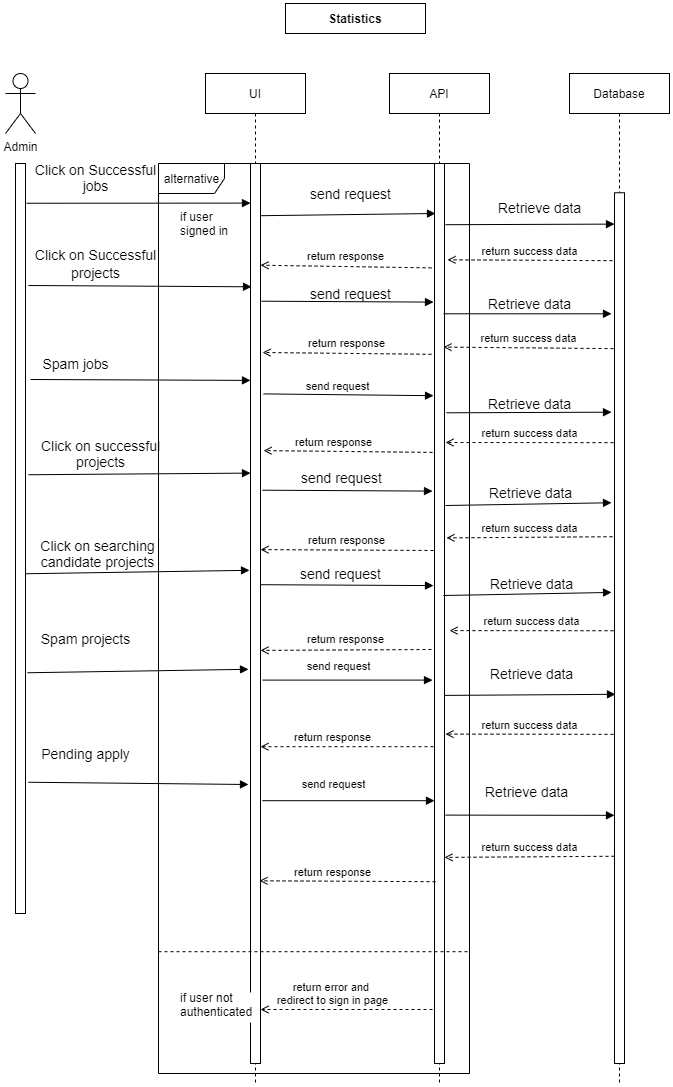 Statistics
UI
API
Database
Admin
Click on Successful
jobs
alternative
send request
Retrieve data
if user
signed in
return success data
return response
Click on Successful
projects
send request
Retrieve data
return success data
return response
Spam jobs
send request
Retrieve data
return success data
return response
Click on successful
projects
send request
Retrieve data
return success data
return response
Click on searching
candidate projects
send request
Retrieve data
return success data
return response
Spam projects
send request
Retrieve data
return success data
return response
Pending apply
send request
Retrieve data
return success data
return response
return error and
redirect to sign in page
if user not
authenticated